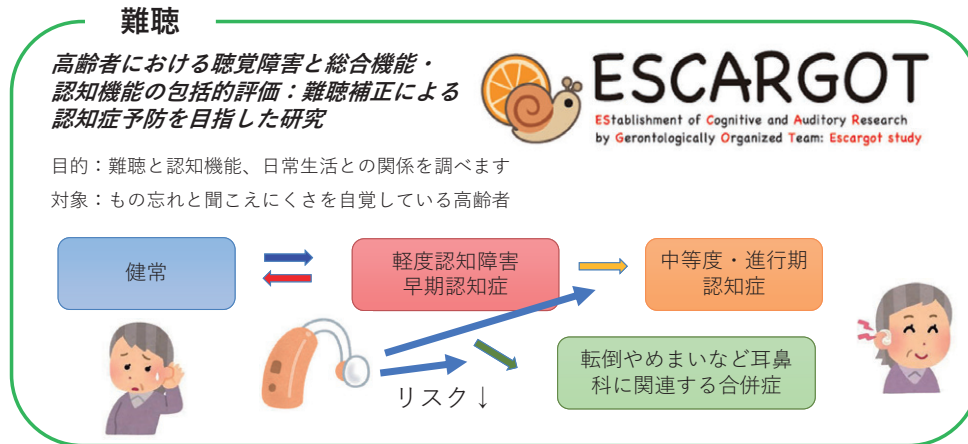 難聴
高齢者における聴覚障害と総合機能・
認知機能の包括的評価：難聴補正による
認知症予防を目指した研究
ESCARGOT
EStablishment of Cognitive and Auditory Research
by Gerontologically Organized Team: Escargot study
目的：難聴と認知機能、日常生活との関係を調べます
対象：もの忘れと聞こえにくさを自覚している高齢者
健常
軽度認知障害
早期認知症
中等度・進行期
認知症
転倒やめまいなど耳鼻
科に関連する合併症
リスク↓